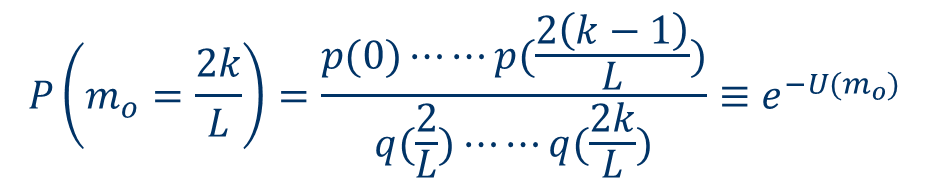 P(m_o = 2k/L) = p(0) ⋯⋯ p(2(k − 1)/L) / q(2/L) ⋯⋯ q(2k/L) ≡ e^{−U(m_o)}